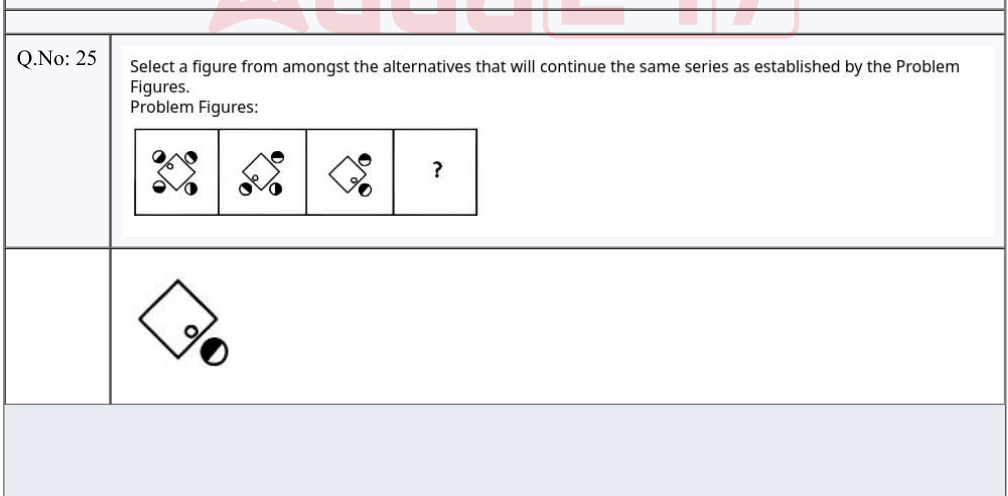 Q.No: 25
Select a figure from amongst the alternatives that will continue the same series as established by the Problem
Figures.
Problem Figures:
?